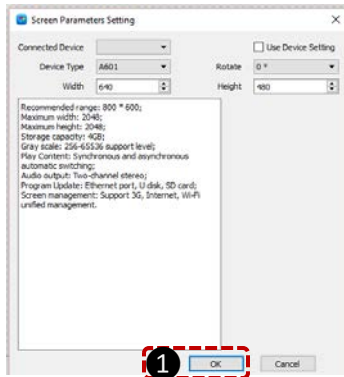 Screen Parameters Setting
Connected Device
Use Device Setting
Device Type A601 Rotate 0 °
Width 640 Height 480
Recommended range: 800 * 600;
Maximum width: 2048;
Maximum height: 2048;
Storage capacity: 4GB;
Gray scale: 256-65536 support level;
Play Content: Synchronous and asynchronous
automatic switching;
Audio output: Two-channel stereo;
Program Update: Ethernet port, U disk, SD card;
Screen management: Support 3G, Internet, Wi-Fi
unified management.
1 OK Cancel